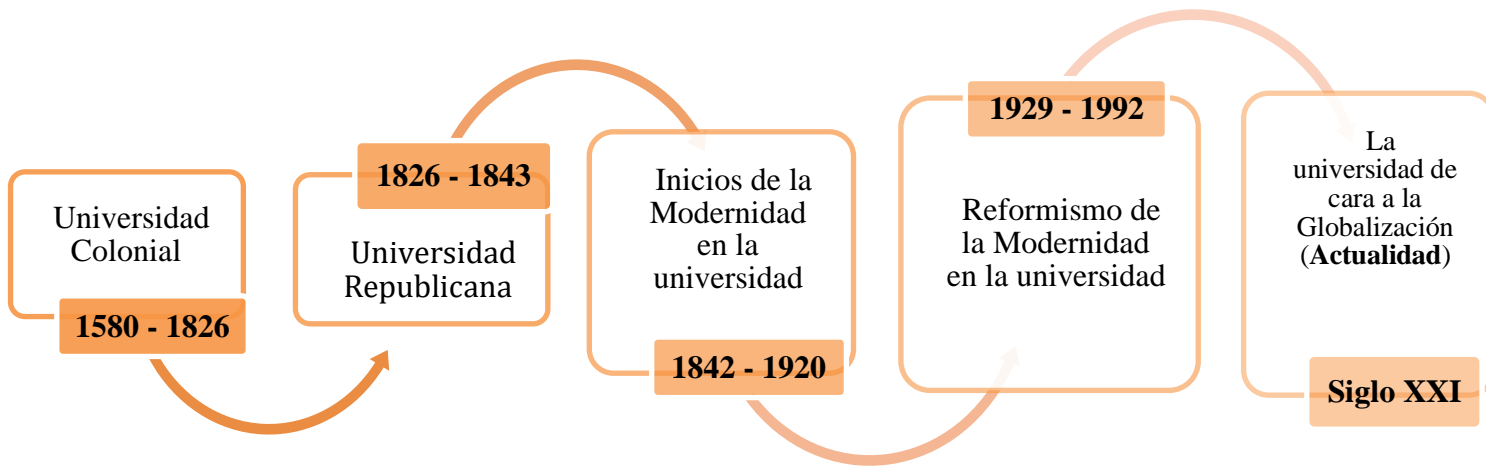 Universidad
Colonial
1580 - 1826
1826 - 1843
Universidad
Republicana
Inicios de la
Modernidad
en la
universidad
1842 - 1920
1929 - 1992
Reformismo de
la Modernidad
en la universidad
La
universidad de
cara a la
Globalización
(Actualidad)
Siglo XXI